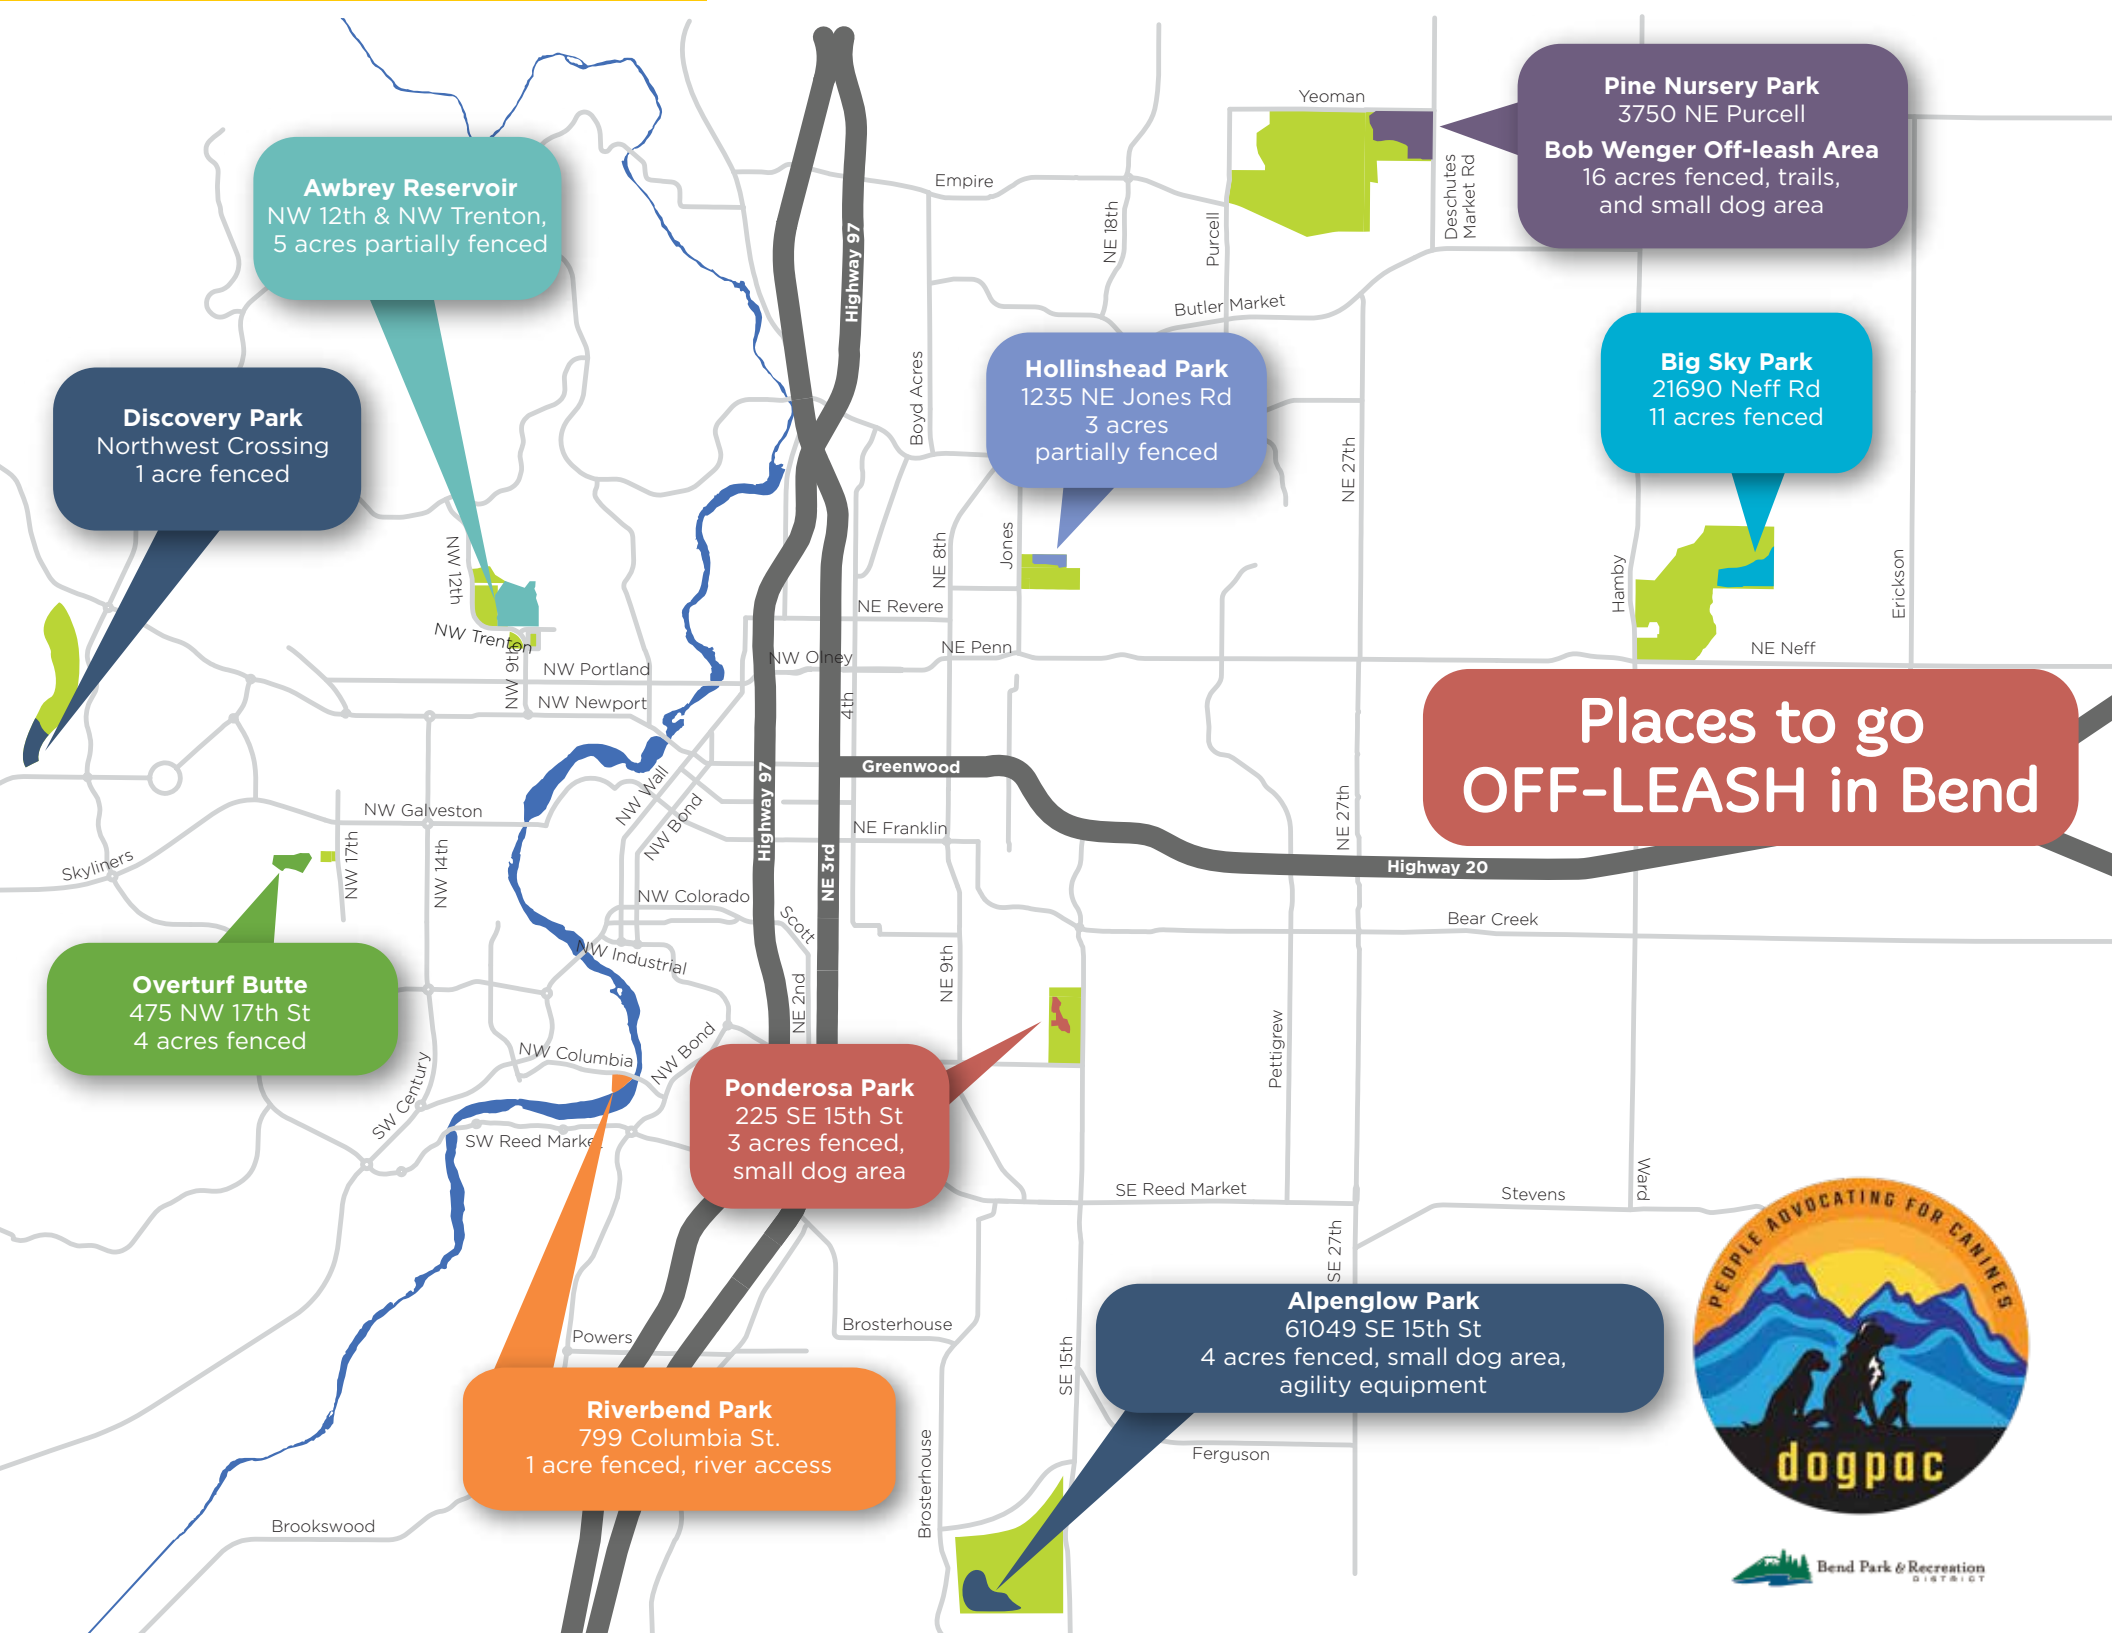 Pine Nursery Park
3750 NE Purcell
Bob Wenger Off-leash Area
16 acres fenced, trails,
and small dog area
Yeoman
Deschutes
Market Rd
Awbrey Reservoir
NW 12th & NW Trenton,
5 acres partially fenced
Empire
Highway 97
NE 18th
Purcell
Butler Market
Hollinshead Park
1235 NE Jones Rd
3 acres
partially fenced
Big Sky Park
21690 Neff Rd
11 acres fenced
Discovery Park
Northwest Crossing
1 acre fenced
Boyd Acres
NE 27th
NW 12th
NE 8th
Jones
Hamby
Erickson
NE Revere
NW Trenton
NW 9th
NW Portland
NW Olney
NE Penn
NE Neff
NW Newport
4th
Places to go
OFF-LEASH in Bend
Greenwood
NW Wall
NW Bond
Highway 97
NW Galveston
NE Franklin
NE 27th
Skyliners
NW 17th
NW 14th
NE 3rd
Highway 20
NW Colorado
Scott
Bear Creek
NW Industrial
NE 2nd
NE 9th
Overturf Butte
475 NW 17th St
4 acres fenced
NW Columbia
NW Bond
SW Century
Pettigrew
Ponderosa Park
225 SE 15th St
3 acres fenced,
small dog area
SW Reed Marke
SE Reed Market
Stevens
Ward
SE 27th
PEOPLE ADVOCATING FOR CANINES
dogpac
Alpenglow Park
61049 SE 15th St
4 acres fenced, small dog area,
agility equipment
Powers
Brosterhouse
SE 15th
Riverbend Park
799 Columbia St.
1 acre fenced, river access
Ferguson
Brosterhouse
Brookswood
Bend Park & Recreation
DISTRICT